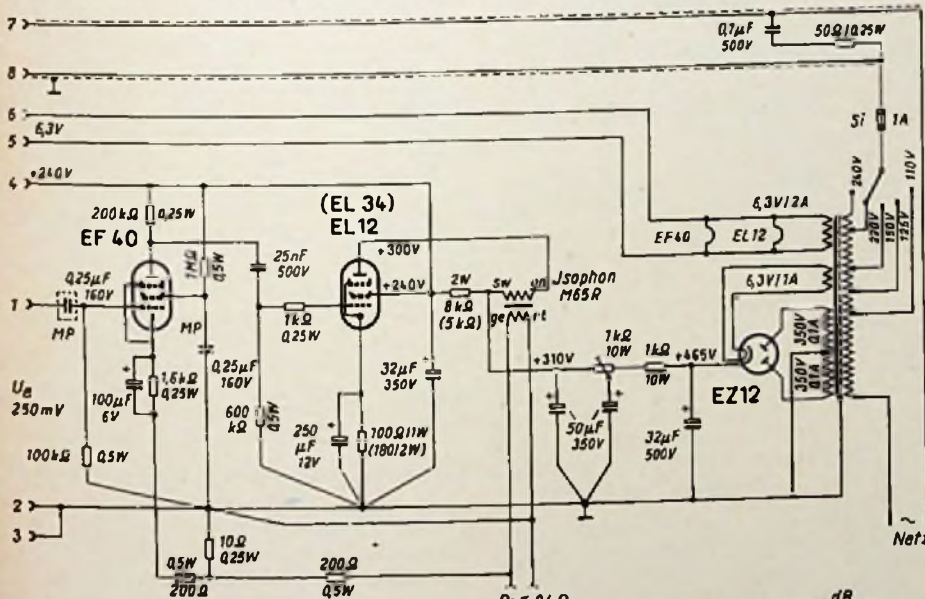 7
0,1µF
500V
50Ω/0,25W
8
Si
1A
6
5
6,3V
4
+240V
240V
110V
220V
150V
125V
200kΩ
0,25W
(EL 34)
EL12
6,3V/2A
EF 40
EF40
EL12
+300V
25nF
500V
1MΩ
0,5W
+240V
2W
8kΩ
(5kΩ)
sw
un
Jsophon
M65R
6,3V/1A
0,25µF
160V
1
MP
1kΩ
0,25W
ge
rt
350V
0,1A
350V
0,1A
MP
1kΩ
10W
1kΩ
10W
+310V
+465V
EZ12
0,25µF
160V
32µF
350V
Ue
250mV
100µF
6V
1,6kΩ
0,25W
600
kΩ
0,5W
250
µF
12V
100Ω/1W
(180/2W)
50µF
350V
32µF
500V
100kΩ
0,5W
2
3
10Ω
0,25W
~
Netz
0,5W
200Ω
200Ω
0,5W
dB